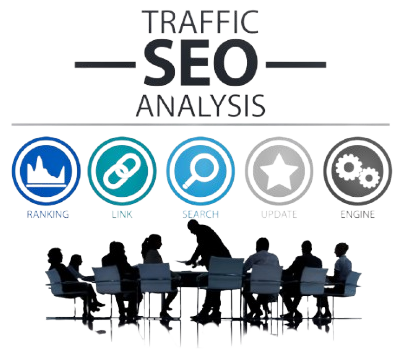 TRAFFIC
SEO
ANALYSIS
RANKING
LINK
SEARCH
UPDATE
ENGINE